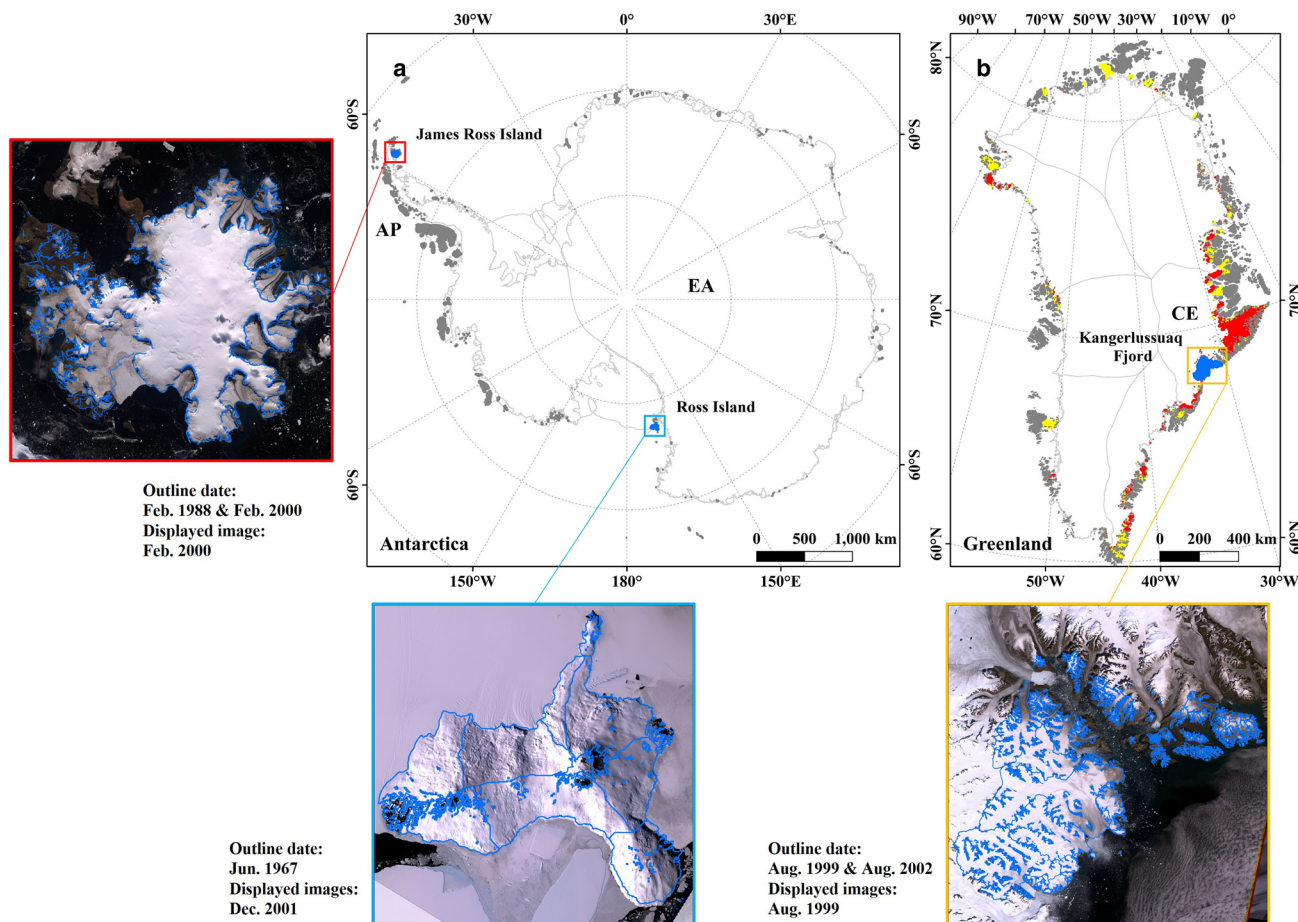 30°W
0°
30°E
90°W
70°W
50°W
30°W
10°W
0°
a
b
80°N
60°S
60°S
James Ross Island
AP
EA
CE
70°N
70°N
Kangerlussuaq
Fjord
Ross Island
60°S
60°S
Outline date:
Feb. 1988 & Feb. 2000
Displayed image:
Feb. 2000
Antarctica
0 500 1,000 km
60°N
Greenland
0 200 400 km
60°N
150°W
180°
150°E
50°W
40°W
30°W
Outline date:
Jun. 1967
Displayed images:
Dec. 2001
Outline date:
Aug. 1999 & Aug. 2002
Displayed images:
Aug. 1999